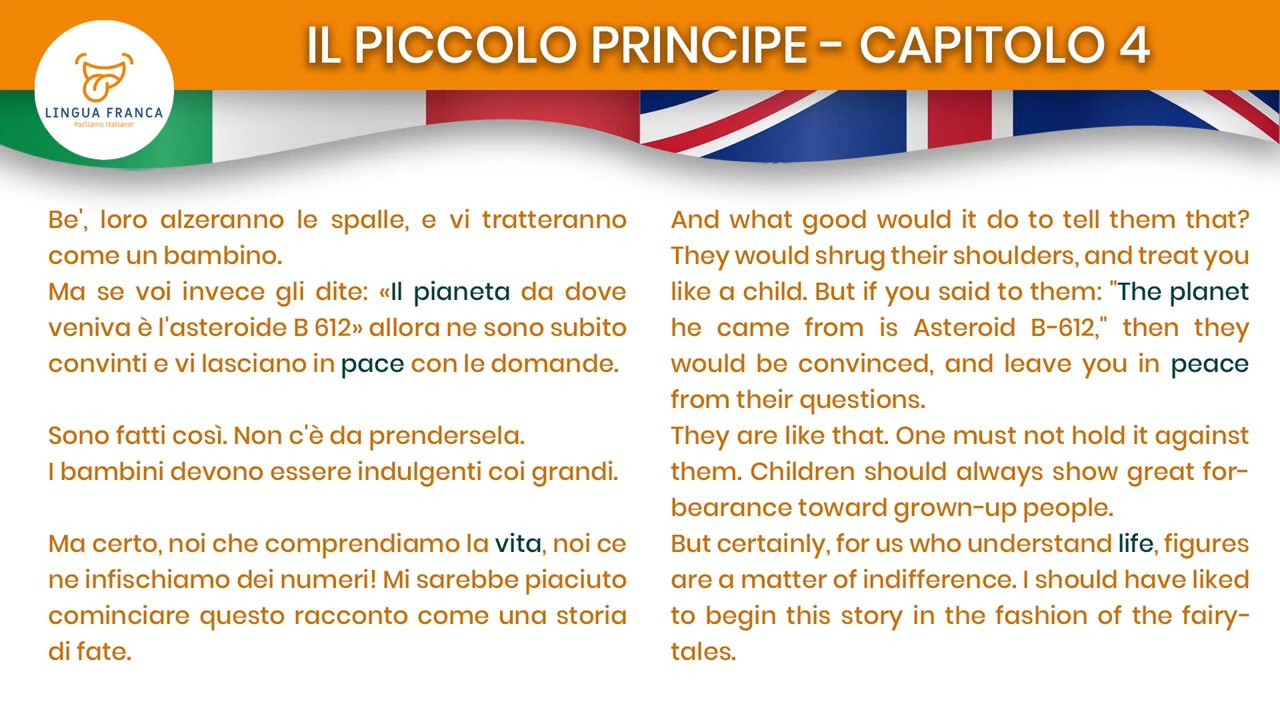 IL PICCOLO PRINCIPE - CAPITOLO 4
LINGUA FRANCA
Parliamo Italiano!
Be', loro alzeranno le spalle, e vi tratteranno
come un bambino.
Ma se voi invece gli dite: «Il pianeta da dove
veniva è l'asteroide B 612» allora ne sono subito
convinti e vi lasciano in pace con le domande.
Sono fatti così. Non c'è da prendersela.
I bambini devono essere indulgenti coi grandi.
Ma certo, noi che comprendiamo la vita, noi ce
ne infischiamo dei numeri! Mi sarebbe piaciuto
cominciare questo racconto come una storia
di fate.
And what good would it do to tell them that?
They would shrug their shoulders, and treat you
like a child. But if you said to them: "The planet
he came from is Asteroid B-612," then they
would be convinced, and leave you in peace
from their questions.
They are like that. One must not hold it against
them. Children should always show great for-
bearance toward grown-up people.
But certainly, for us who understand life, figures
are a matter of indifference. I should have liked
to begin this story in the fashion of the fairy-
tales.